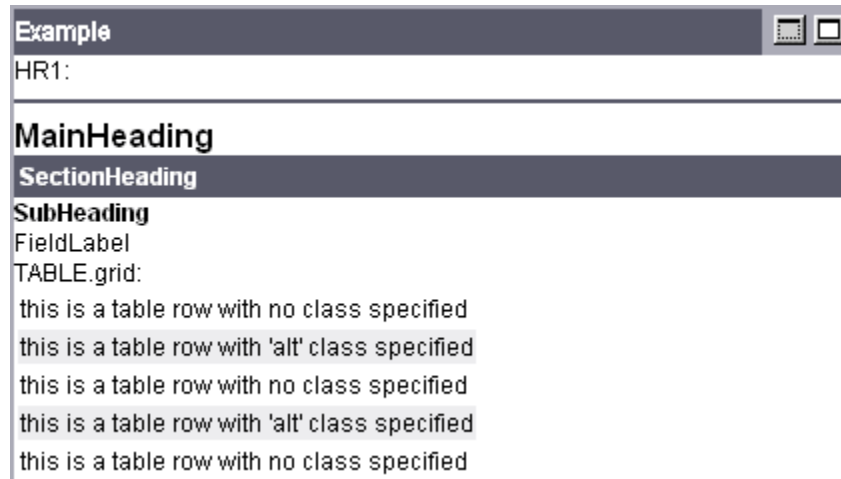 Example
HR1:
MainHeading
SectionHeading
SubHeading
FieldLabel
TABLE.grid:
this is a table row with no class specified
this is a table row with 'alt' class specified
this is a table row with no class specified
this is a table row with 'alt' class specified
this is a table row with no class specified